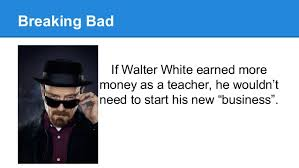 Breaking Bad
If Walter White earned more
money as a teacher, he wouldn’t
need to start his new “business”.